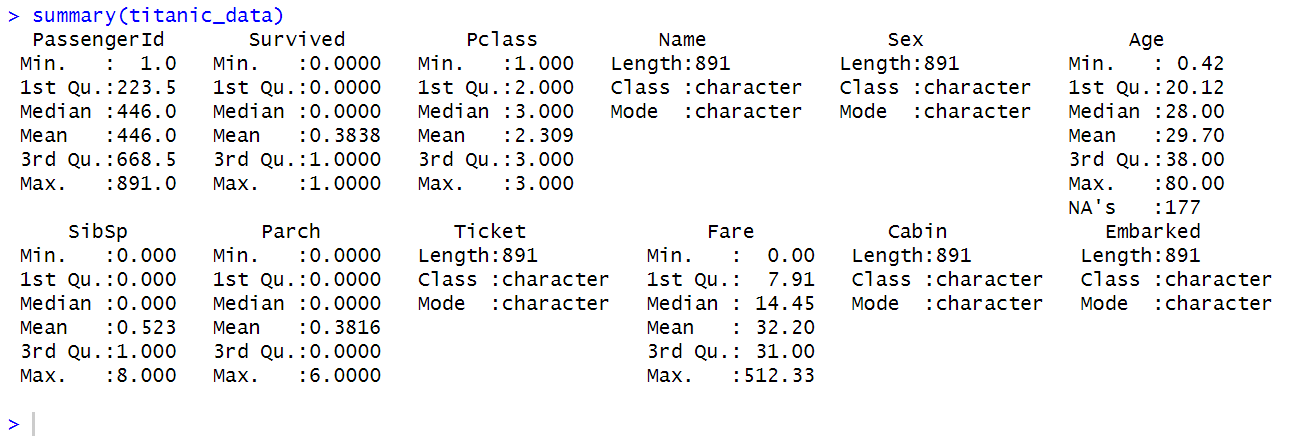 > summary(titanic_data)
  PassengerId       Survived          Pclass          Name               Sex                 Age
 Min.   :  1.0   Min.   :0.0000   Min.   :1.000   Length:891         Length:891         Min.   : 0.42
 1st Qu.:223.5   1st Qu.:0.0000   1st Qu.:2.000   Class :character   Class :character   1st Qu.:20.12
 Median :446.0   Median :0.0000   Median :3.000   Mode  :character   Mode  :character   Median :28.00
 Mean   :446.0   Mean   :0.3838   Mean   :2.309                                         Mean   :29.70
 3rd Qu.:668.5   3rd Qu.:1.0000   3rd Qu.:3.000                                         3rd Qu.:38.00
 Max.   :891.0   Max.   :1.0000   Max.   :3.000                                         Max.   :80.00
                                                                                        NA's   :177
     SibSp           Parch           Ticket               Fare          Cabin             Embarked
 Min.   :0.000   Min.   :0.0000   Length:891         Min.   :  0.00   Length:891         Length:891
 1st Qu.:0.000   1st Qu.:0.0000   Class :character   1st Qu.:  7.91   Class :character   Class :character
 Median :0.000   Median :0.0000   Mode  :character   Median : 14.45   Mode  :character   Mode  :character
 Mean   :0.523   Mean   :0.3816                      Mean   : 32.20
 3rd Qu.:1.000   3rd Qu.:0.0000                      3rd Qu.: 31.00
 Max.   :8.000   Max.   :6.0000                      Max.   :512.33
>